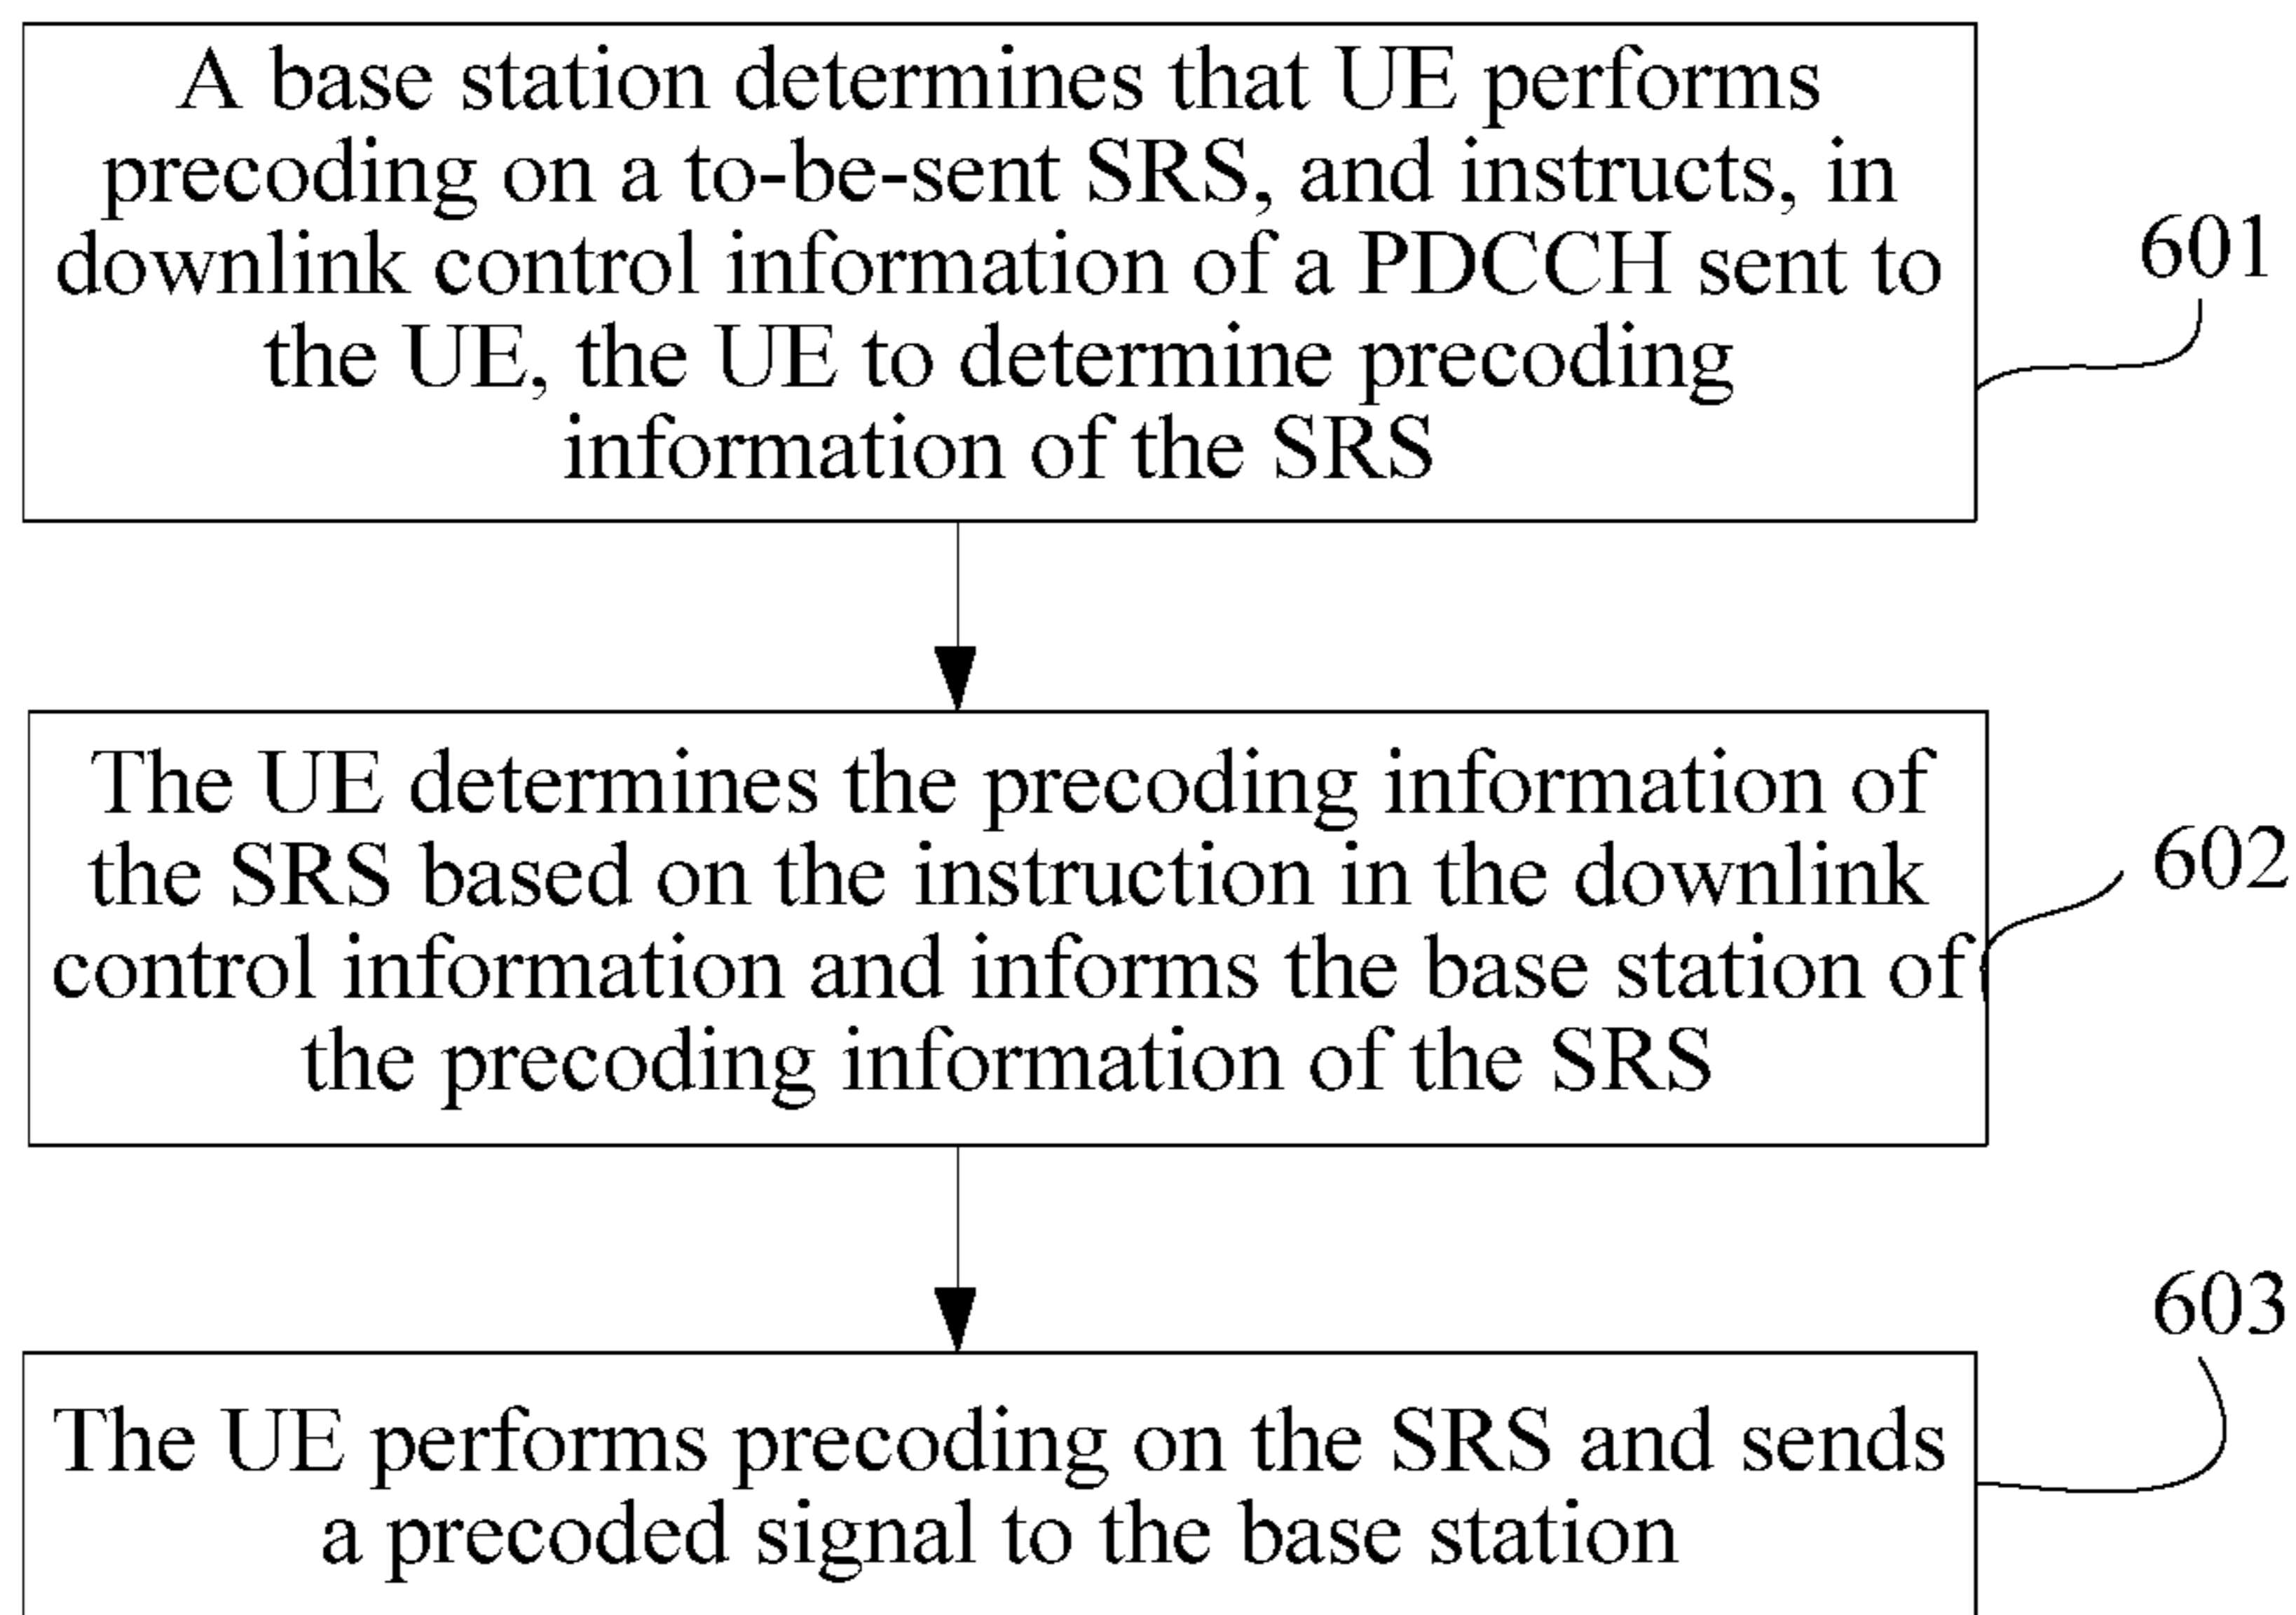 A base station determines that UE performs
precoding on a to-be-sent SRS, and instructs, in
downlink control information of a PDCCH sent to
the UE, the UE to determine precoding
information of the SRS
601
The UE determines the precoding information of
the SRS based on the instruction in the downlink
control information and informs the base station of
the precoding information of the SRS
602
603
The UE performs precoding on the SRS and sends
a precoded signal to the base station